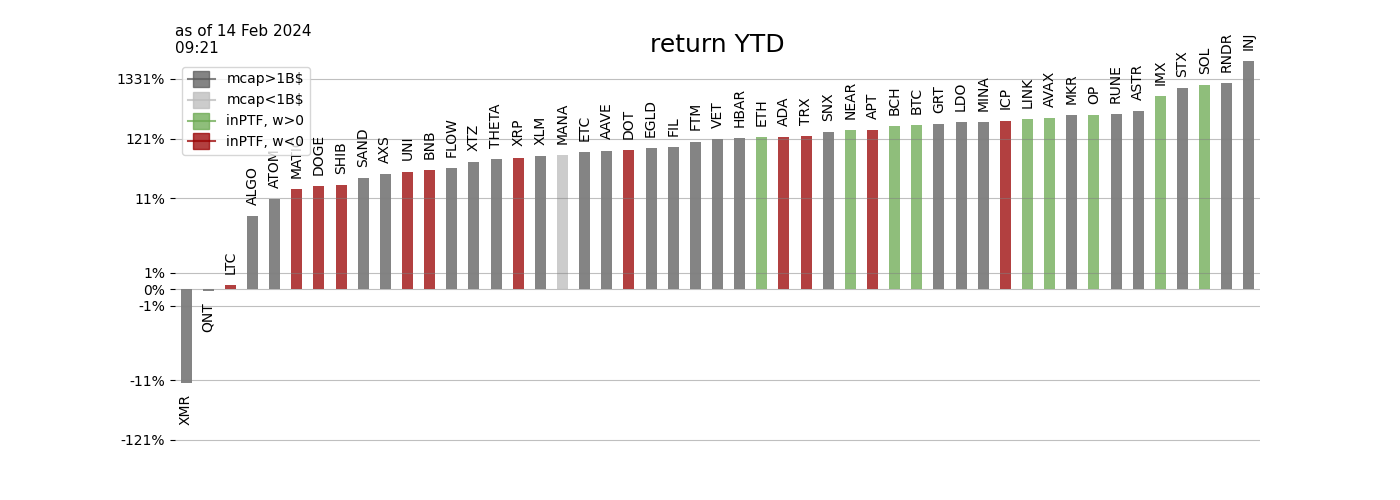 as of 14 Feb 2024
09:21
return YTD
mcap>1B$
mcap<1B$
inPTF, w>0
inPTF, w<0
1331%
121%
11%
1%
0%
-1%
-11%
-121%
XMR
QNT
LTC
ALGO
ATOM
MATIC
DOGE
SHIB
SAND
AXS
UNI
BNB
FLOW
XTZ
THETA
XRP
XLM
MANA
ETC
AAVE
DOT
EGLD
FIL
FTM
VET
HBAR
ETH
ADA
TRX
SNX
NEAR
APT
BCH
BTC
GRT
LDO
MINA
ICP
LINK
AVAX
MKR
OP
RUNE
ASTR
IMX
STX
SOL
RNDR
INJ